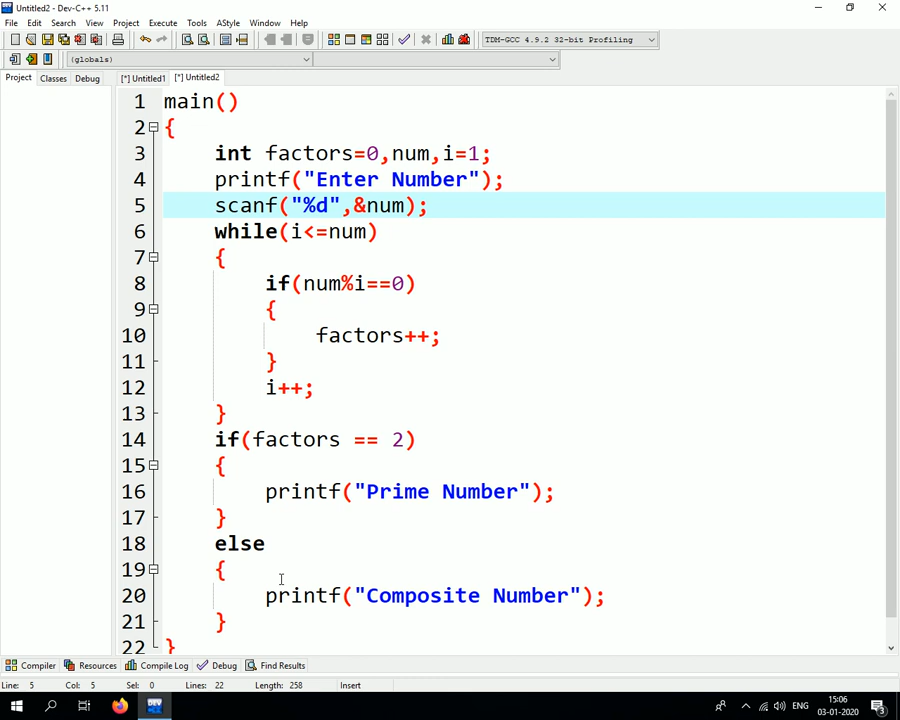 Untitled2 - Dev-C++ 5.11
File Edit Search View Project Execute Tools AStyle Window Help
TDM-GCC 4.9.2 32-bit Profiling
(globals)
Project Classes Debug [*] Untitled1 [*] Untitled2
1 main()
2 {
3 int factors=0,num,i=1;
4 printf("Enter Number");
5 scanf("%d",&num);
6 while(i<=num)
7 {
8 if(num%i==0)
9 {
10 factors++;
11 }
12 i++;
13 }
14 if(factors == 2)
15 {
16 printf("Prime Number");
17 }
18 else
19 {
20 printf("Composite Number");
21 }
22 }
Compiler Resources Compile Log Debug Find Results
Line: 5 Col: 5 Sel: 0 Lines: 22 Length: 258 Insert
ENG 15:06
03-01-2020 3